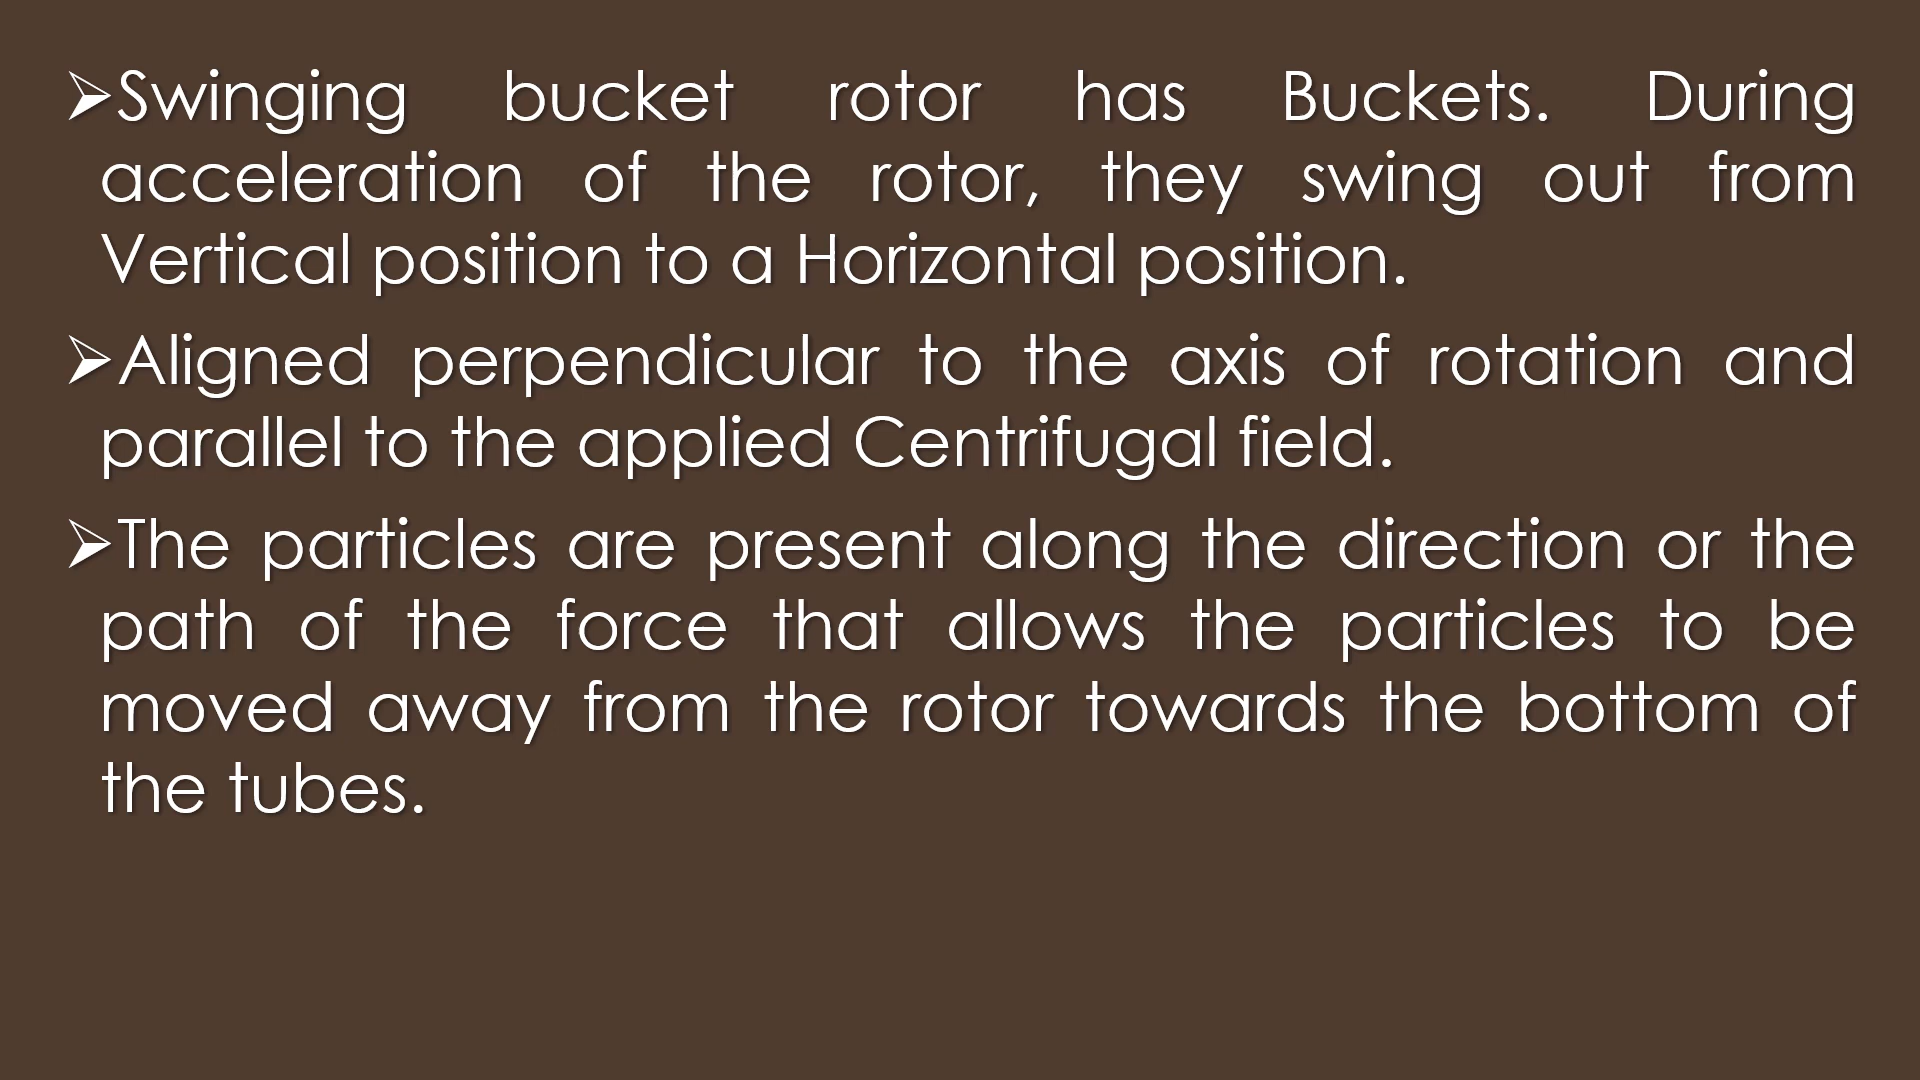 ➢Swinging bucket rotor has Buckets. During
acceleration of the rotor, they swing out from
Vertical position to a Horizontal position.
➢Aligned perpendicular to the axis of rotation and
parallel to the applied Centrifugal field.
➢The particles are present along the direction or the
path of the force that allows the particles to be
moved away from the rotor towards the bottom of
the tubes.